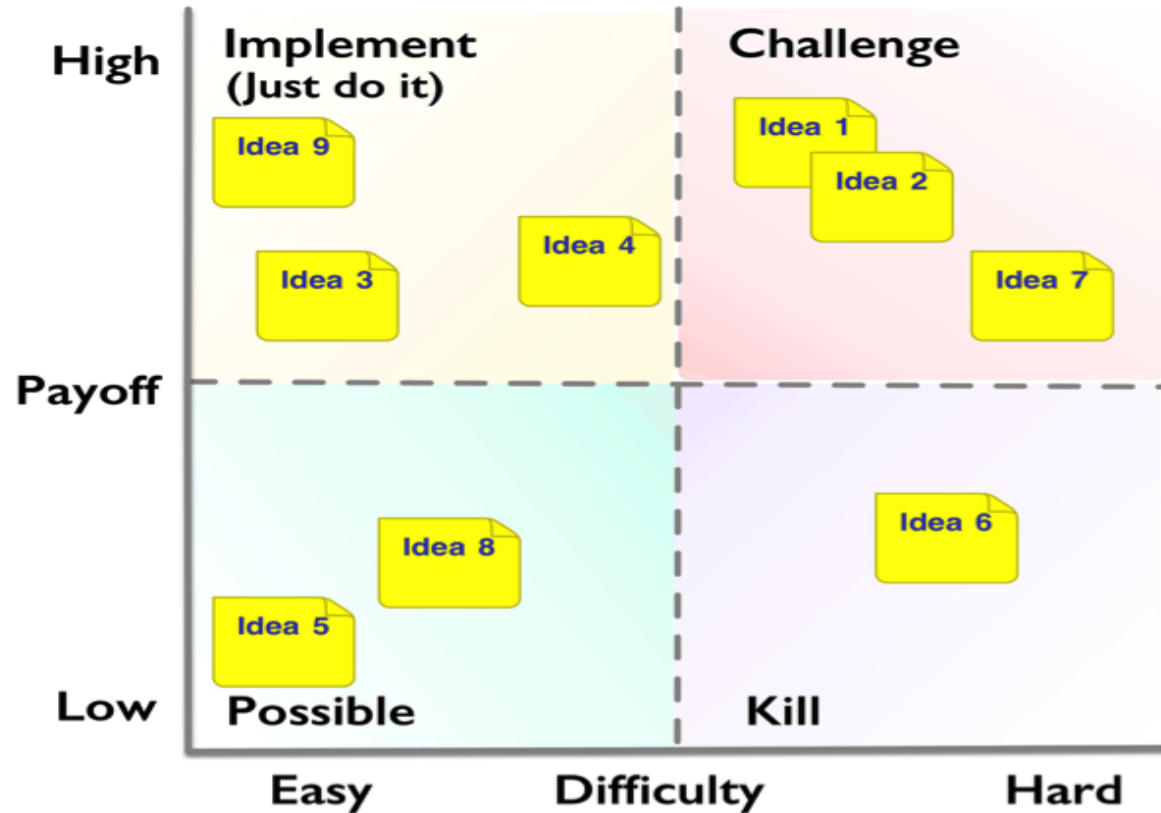 High
Implement
(Just do it)
Challenge
Idea 9
Idea 1
Idea 2
Idea 4
Idea 3
Idea 7
Payoff
Idea 8
Idea 6
Idea 5
Low
Possible
Kill
Easy
Difficulty
Hard